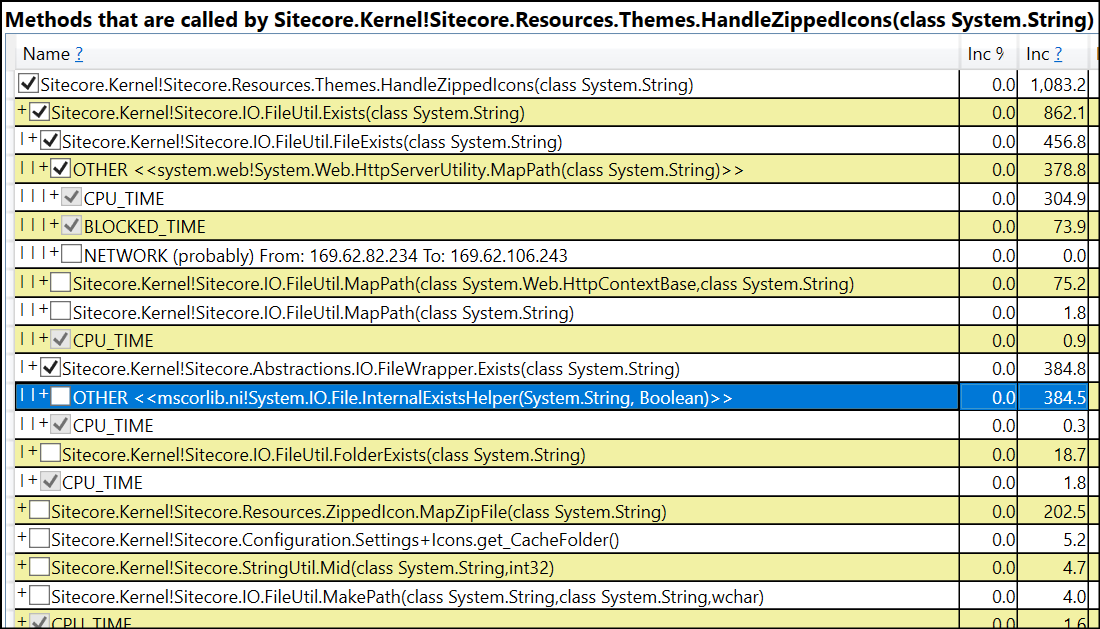 Methods that are called by Sitecore.Kernel!Sitecore.Resources.Themes.HandleZippedIcons(class System.String)
Name ? Inc % Inc ?
Sitecore.Kernel!Sitecore.Resources.Themes.HandleZippedIcons(class System.String) 0.0 1,083.2
+ Sitecore.Kernel!Sitecore.IO.FileUtil.Exists(class System.String) 0.0 862.1
|+ Sitecore.Kernel!Sitecore.IO.FileUtil.FileExists(class System.String) 0.0 456.8
||+ OTHER <<system.web!System.Web.HttpServerUtility.MapPath(class System.String)>> 0.0 378.8
|||+ CPU_TIME 0.0 304.9
|||+ BLOCKED_TIME 0.0 73.9
|||+ NETWORK (probably) From: 169.62.82.234 To: 169.62.106.243 0.0 0.0
||+ Sitecore.Kernel!Sitecore.IO.FileUtil.MapPath(class System.Web.HttpContextBase,class System.String) 0.0 75.2
||+ Sitecore.Kernel!Sitecore.IO.FileUtil.MapPath(class System.String) 0.0 1.8
||+ CPU_TIME 0.0 0.9
|+ Sitecore.Kernel!Sitecore.Abstractions.IO.FileWrapper.Exists(class System.String) 0.0 384.8
||+ OTHER <<mscorlib.ni!System.IO.File.InternalExistsHelper(System.String, Boolean)>> 0.0 384.5
||+ CPU_TIME 0.0 0.3
|+ Sitecore.Kernel!Sitecore.IO.FileUtil.FolderExists(class System.String) 0.0 18.7
|+ CPU_TIME 0.0 1.8
+ Sitecore.Kernel!Sitecore.Resources.ZippedIcon.MapZipFile(class System.String) 0.0 202.5
+ Sitecore.Kernel!Sitecore.Configuration.Settings+Icons.get_CacheFolder() 0.0 5.2
+ Sitecore.Kernel!Sitecore.StringUtil.Mid(class System.String,int32) 0.0 4.7
+ Sitecore.Kernel!Sitecore.IO.FileUtil.MakePath(class System.String,class System.String,wchar) 0.0 4.0
+ CPU_TIME 0.0 1.6